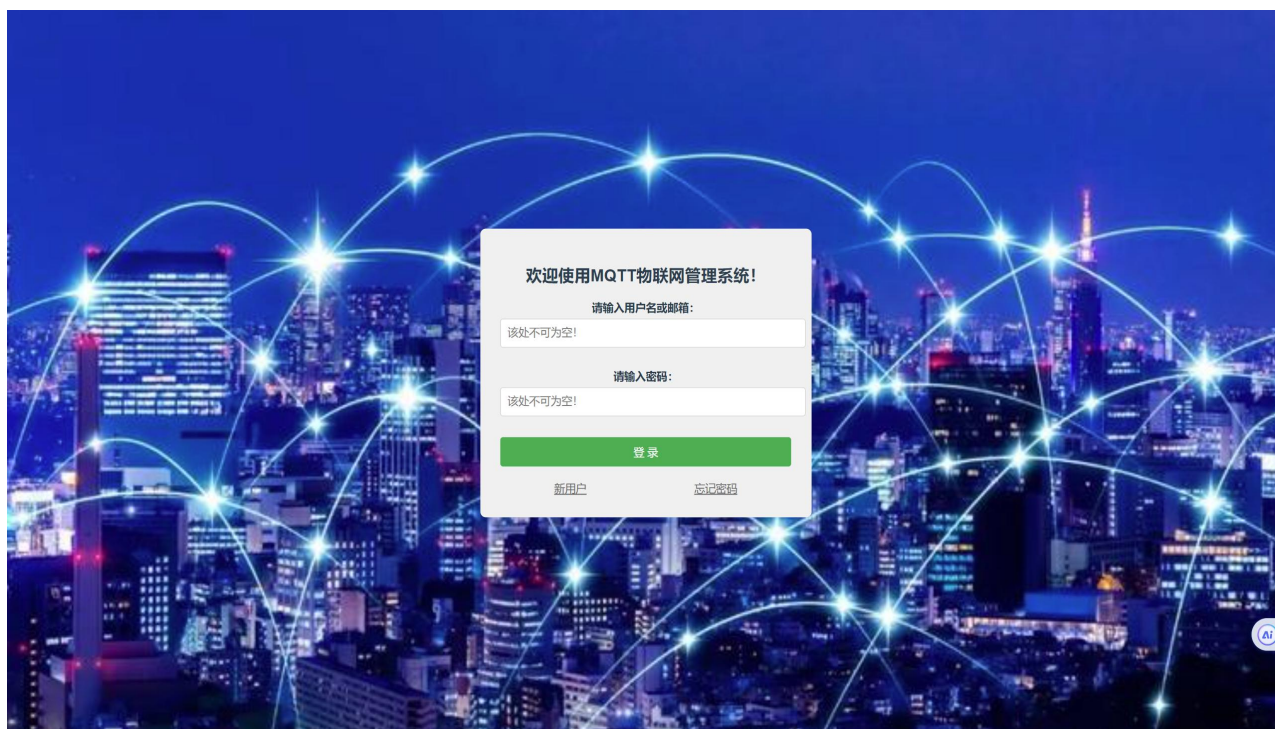 欢迎使用MQTT物联网管理系统！
请输入用户名或邮箱：
该处不可为空！
请输入密码：
该处不可为空！
登录
新用户 忘记密码
Ai